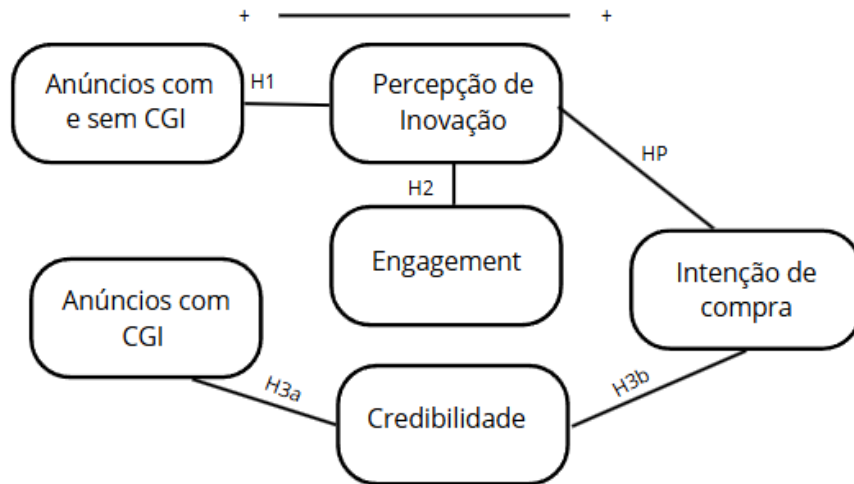 + +
Anúncios com
e sem CGI
H1
Percepção de
Inovação
HP
H2
Engagement
Anúncios com
CGI
Intenção de
compra
H3a
Credibilidade
H3b